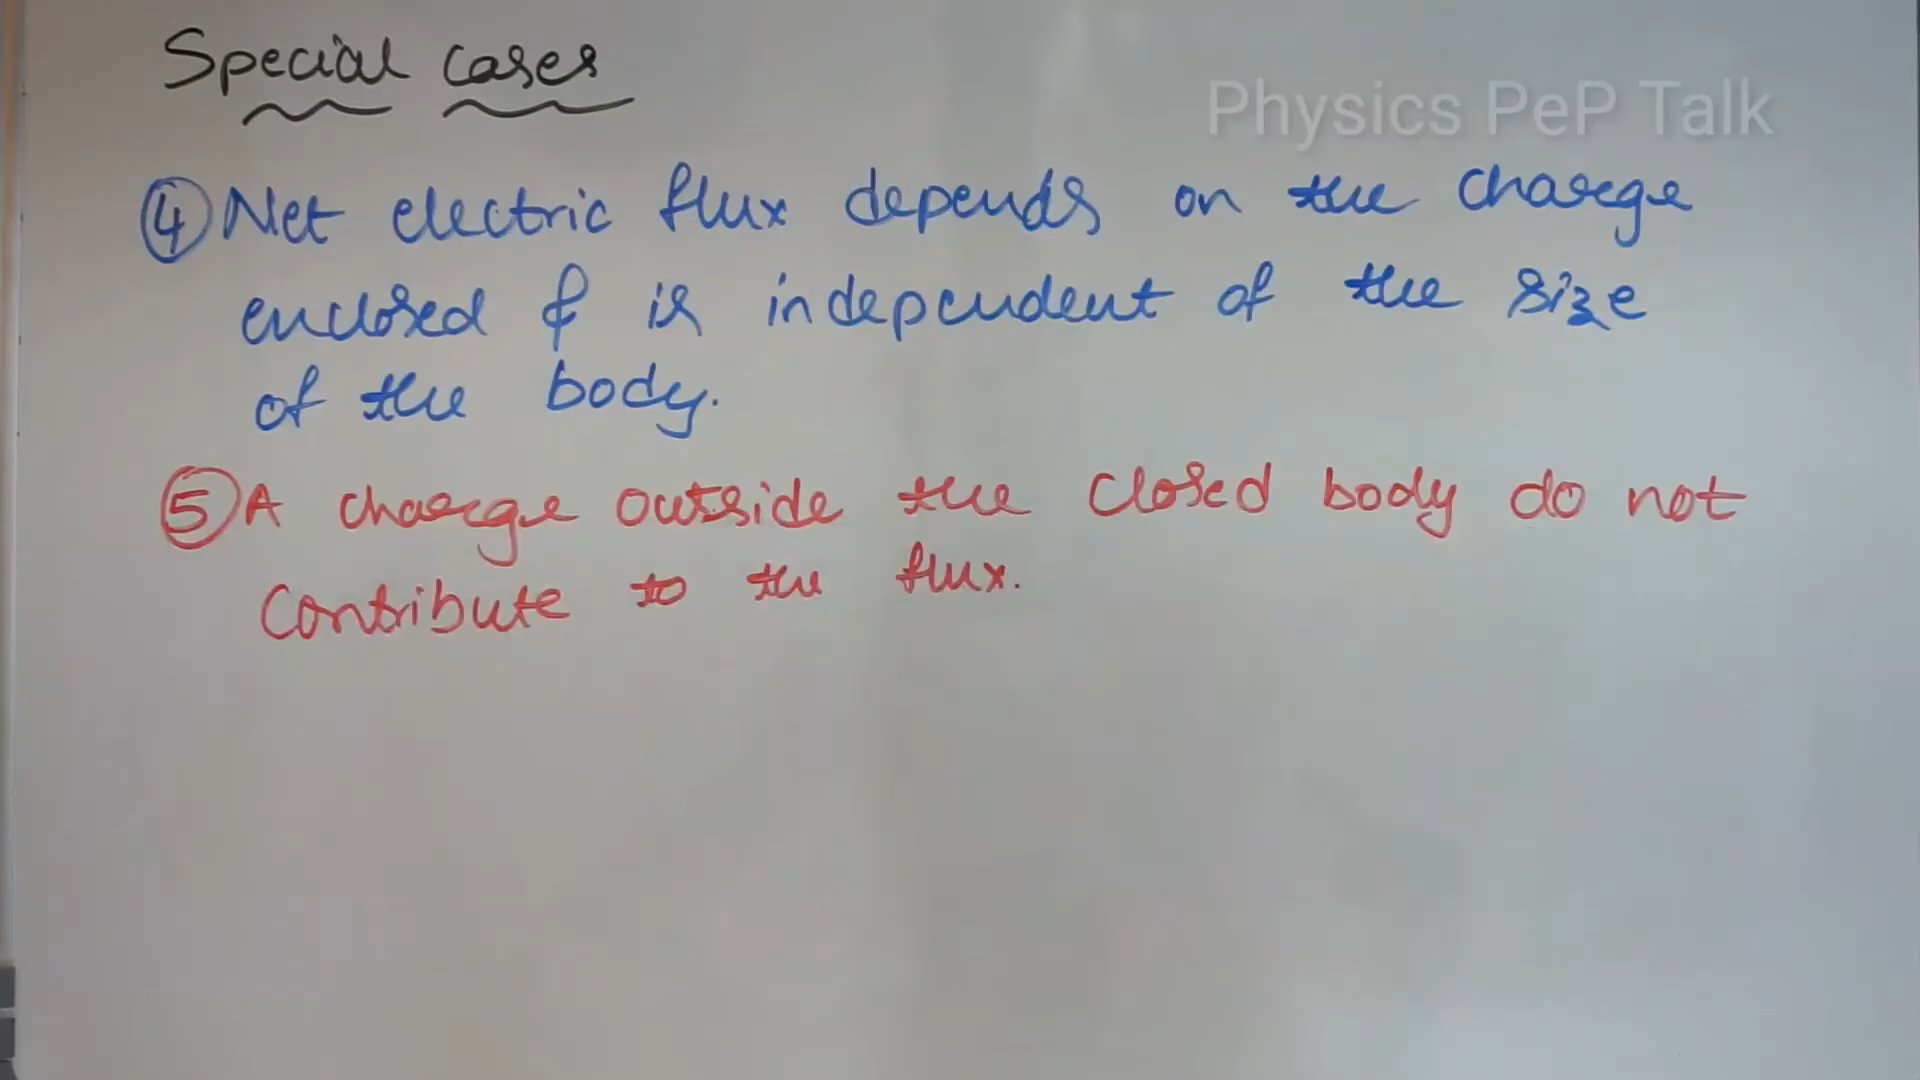 Special cases
Physics PeP Talk
④ Net electric flux depends on the charge
enclosed & is independent of the size
of the body.
⑤ A charge outside the closed body do not
contribute to the flux.